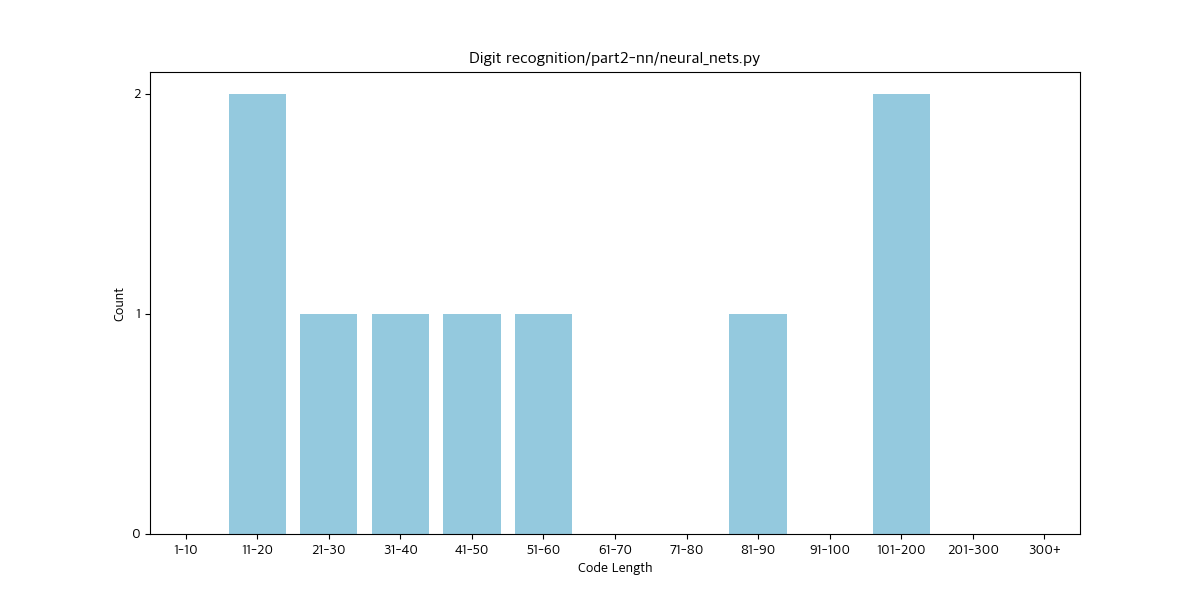 Digit recognition/part2-nn/neural_nets.py
2
1
0
Count
1-10 11-20 21-30 31-40 41-50 51-60 61-70 71-80 81-90 91-100 101-200 201-300 300+
Code Length